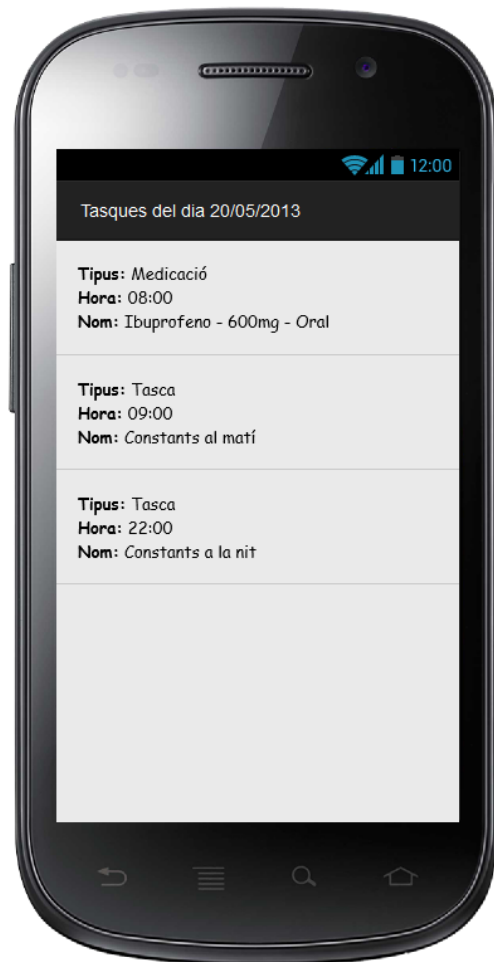 12:00
Tasques del dia 20/05/2013
Tipus: Medicació
Hora: 08:00
Nom: Ibuprofeno - 600mg - Oral
Tipus: Tasca
Hora: 09:00
Nom: Constants al matí
Tipus: Tasca
Hora: 22:00
Nom: Constants a la nit